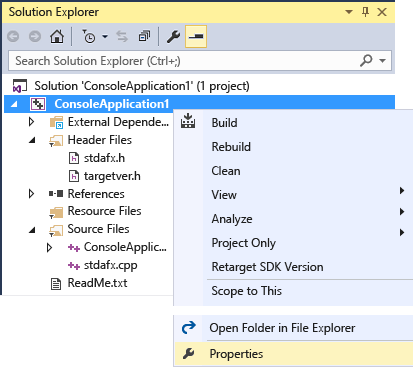 Solution Explorer
Search Solution Explorer (Ctrl+;)
Solution 'ConsoleApplication1' (1 project)
ConsoleApplication1
External Depende...
Header Files
stdafx.h
targetver.h
References
Resource Files
Source Files
ConsoleApplic...
stdafx.cpp
ReadMe.txt
Build
Rebuild
Clean
View
Analyze
Project Only
Retarget SDK Version
Scope to This
Open Folder in File Explorer
Properties